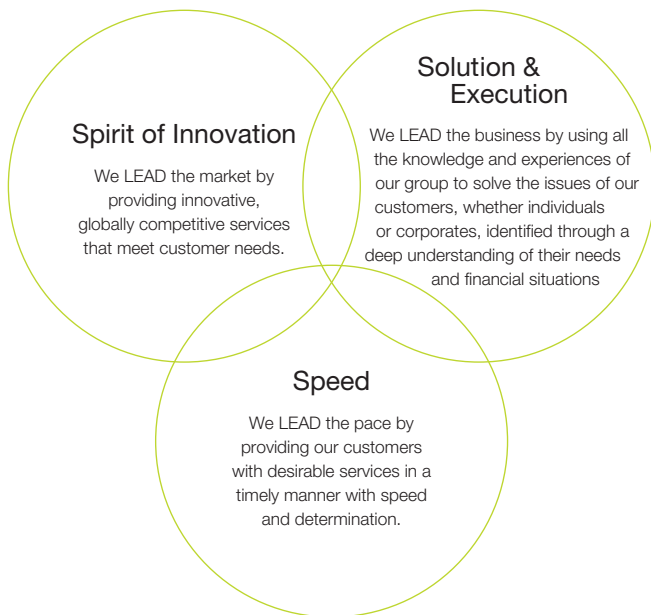 Spirit of Innovation
We LEAD the market by
providing innovative,
globally competitive services
that meet customer needs.
Solution &
Execution
We LEAD the business by using all
the knowledge and experiences of
our group to solve the issues of our
customers, whether individuals
or corporates, identified through a
deep understanding of their needs
and financial situations
Speed
We LEAD the pace by
providing our customers
with desirable services in a
timely manner with speed
and determination.